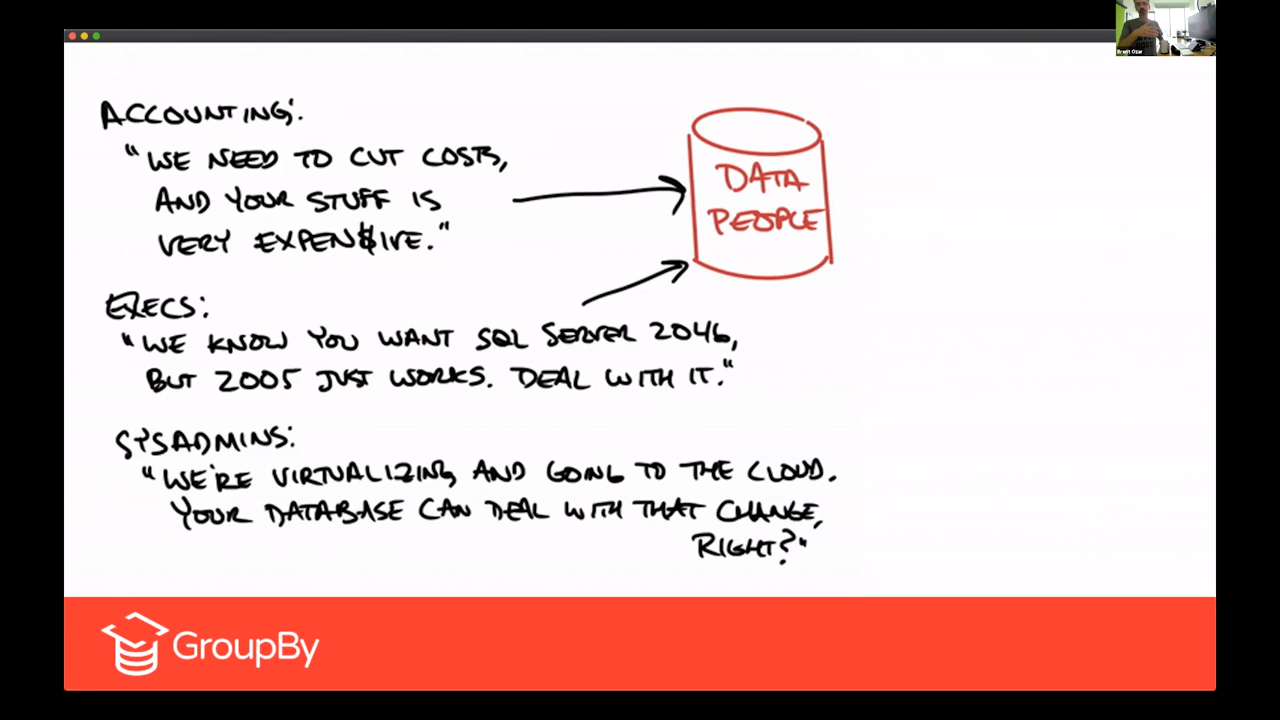 Brent Ozar
ACCOUNTING:
"WE NEED TO CUT COSTS,
AND YOUR STUFF IS
VERY EXPEN$IVE."
DATA
PEOPLE
EXECS:
"WE KNOW YOU WANT SQL SERVER 2046,
BUT 2005 JUST WORKS. DEAL WITH IT."
SYSADMINS:
"WE'RE VIRTUALIZING AND GOING TO THE CLOUD.
YOUR DATABASE CAN DEAL WITH THAT CHANGE,
RIGHT?"
GroupBy